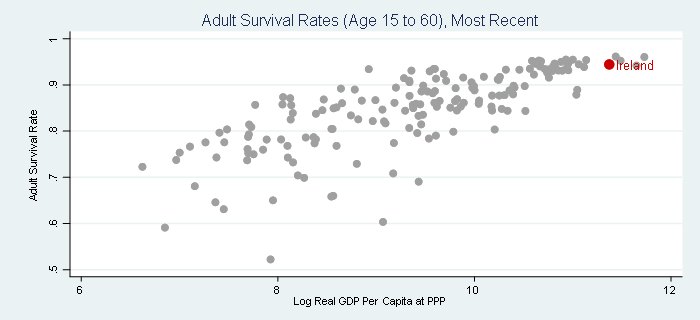 Adult Survival Rates (Age 15 to 60), Most Recent
Adult Survival Rate
1
.9
.8
.7
.6
.5
Ireland
6 8 10 12
Log Real GDP Per Capita at PPP